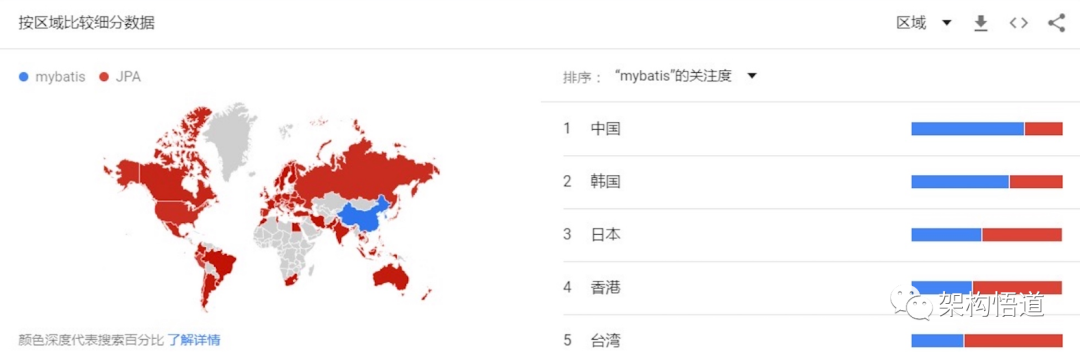 按区域比较细分数据
区域
mybatis JPA
排序： “mybatis”的关注度
1 中国
2 韩国
3 日本
4 香港
5 台湾
架构悟道
颜色深度代表搜索百分比 了解详情